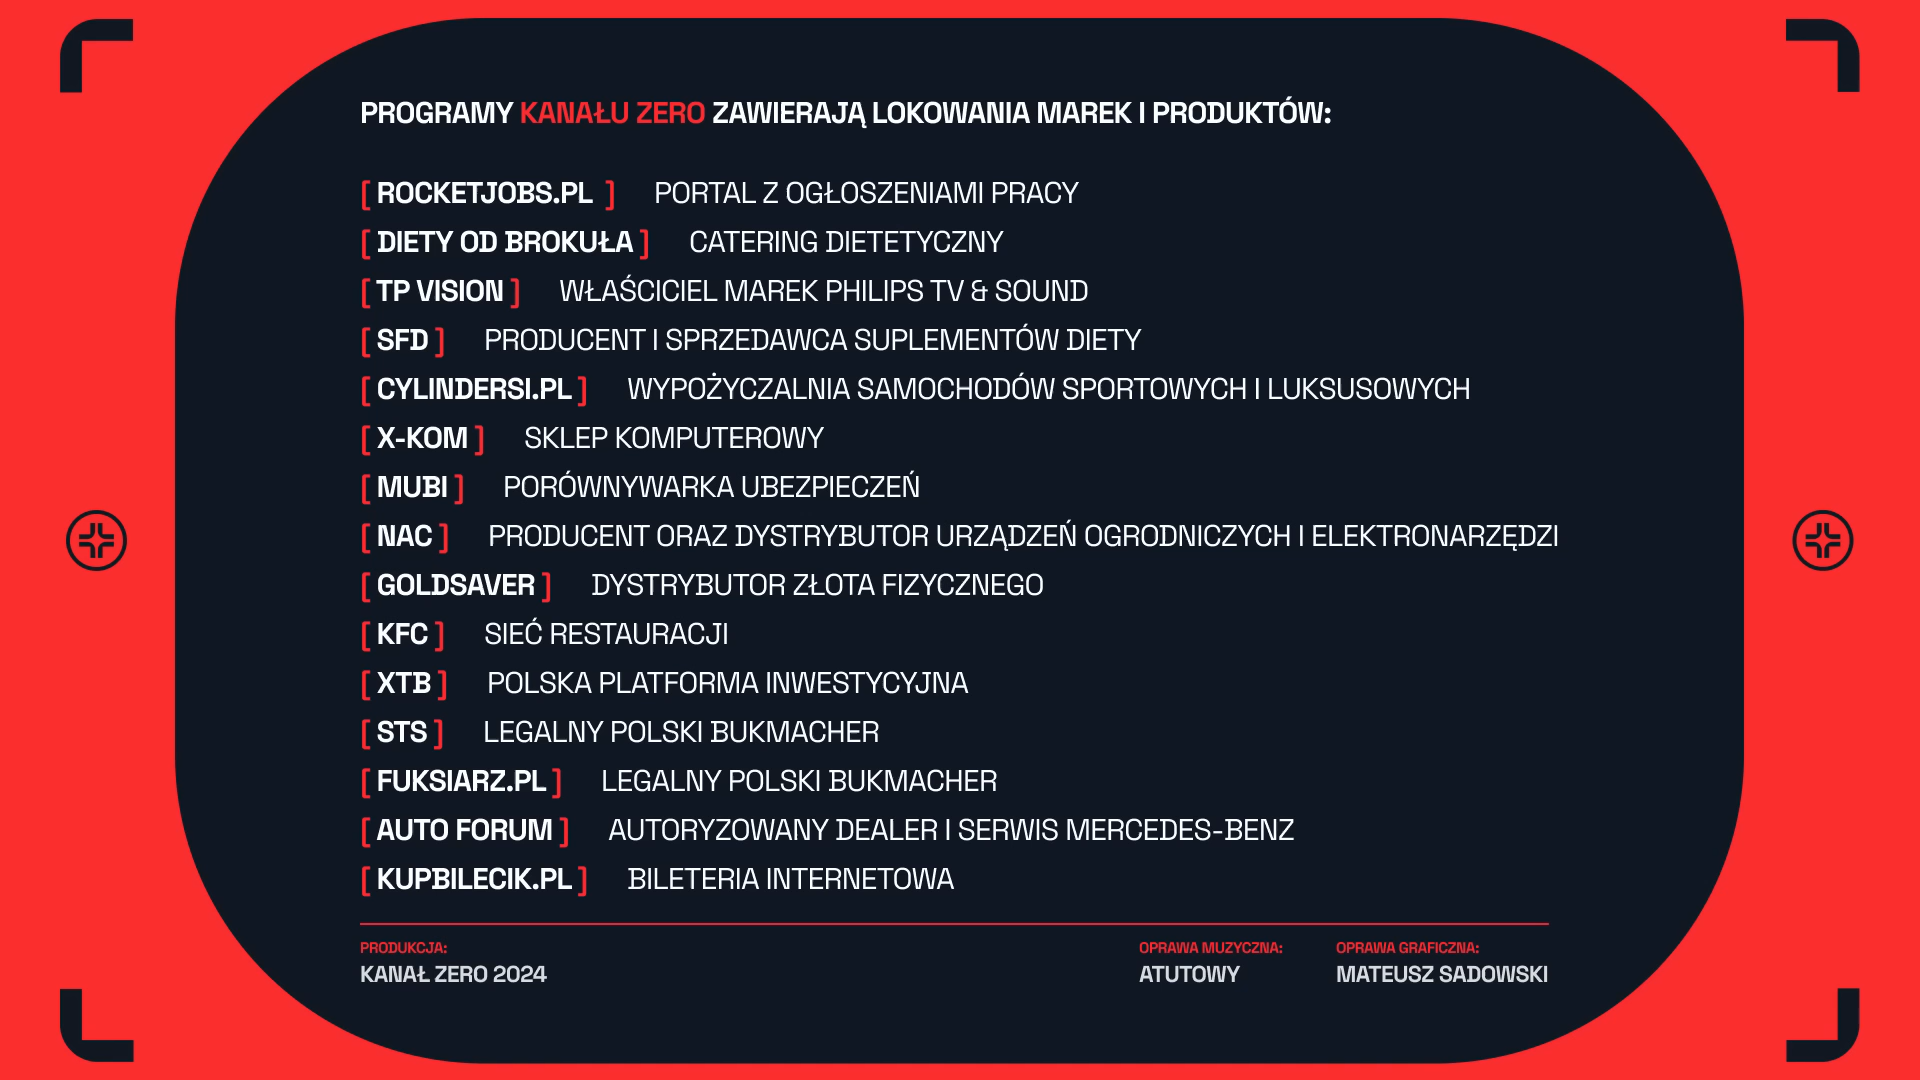 PROGRAMY KANAŁU ZERO ZAWIERAJĄ LOKOWANIA MAREK I PRODUKTÓW:
[ ROCKETJOBS.PL ] PORTAL Z OGŁOSZENIAMI PRACY
[ DIETY OD BROKUŁA ] CATERING DIETETYCZNY
[ TP VISION ] WŁAŚCICIEL MAREK PHILIPS TV & SOUND
[ SFD ] PRODUCENT I SPRZEDAWCA SUPLEMENTÓW DIETY
[ CYLINDERSI.PL ] WYPOŻYCZALNIA SAMOCHODÓW SPORTOWYCH I LUKSUSOWYCH
[ X-KOM ] SKLEP KOMPUTEROWY
[ MUBI ] PORÓWNYWARKA UBEZPIECZEŃ
[ NAC ] PRODUCENT ORAZ DYSTRYBUTOR URZĄDZEŃ OGRODNICZYCH I ELEKTRONARZĘDZI
[ GOLDSAVER ] DYSTRYBUTOR ZŁOTA FIZYCZNEGO
[ KFC ] SIEĆ RESTAURACJI
[ XTB ] POLSKA PLATFORMA INWESTYCYJNA
[ STS ] LEGALNY POLSKI BUKMACHER
[ FUKSIARZ.PL ] LEGALNY POLSKI BUKMACHER
[ AUTO FORUM ] AUTORYZOWANY DEALER I SERWIS MERCEDES-BENZ
[ KUPBILECIK.PL ] BILETERIA INTERNETOWA
PRODUKCJA:
KANAŁ ZERO 2024
OPRAWA MUZYCZNA:
ATUTOWY
OPRAWA GRAFICZNA:
MATEUSZ SADOWSKI